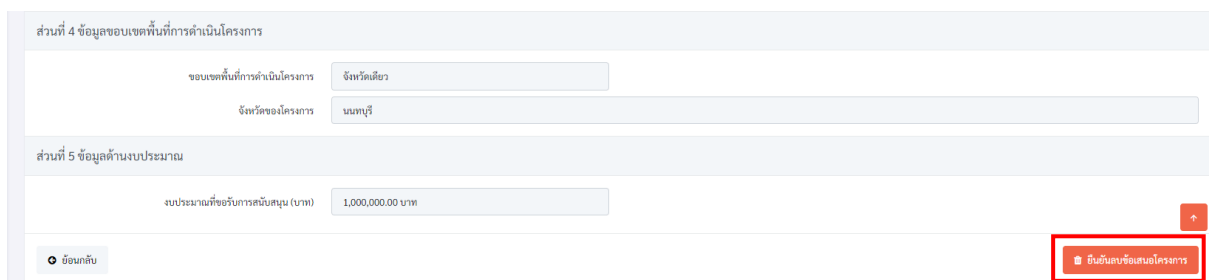 ส่วนที่ 4 ข้อมูลขอบเขตพื้นที่การดำเนินโครงการ
ขอบเขตพื้นที่การดำเนินโครงการ จังหวัดเดียว
จังหวัดของโครงการ นนทบุรี
ส่วนที่ 5 ข้อมูลด้านงบประมาณ
งบประมาณที่ขอรับการสนับสนุน (บาท) 1,000,000.00 บาท
ย้อนกลับ ยืนยันลบข้อเสนอโครงการ